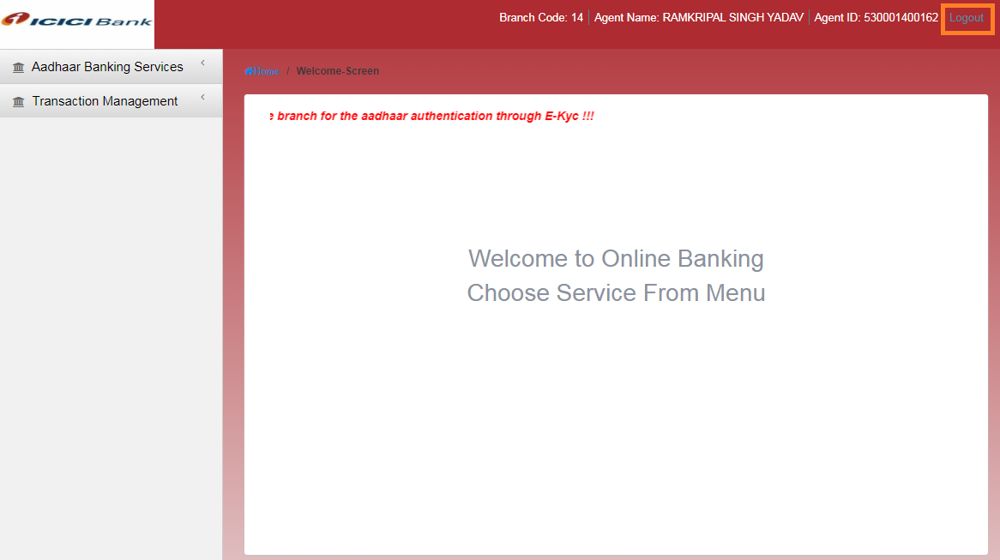 ICICI Bank
Branch Code: 14 Agent Name: RAMKRIPAL SINGH YADAV Agent ID: 530001400162 Logout
Aadhaar Banking Services
Transaction Management
Home / Welcome-Screen
branch for the aadhaar authentication through E-Kyc !!!
Welcome to Online Banking
Choose Service From Menu